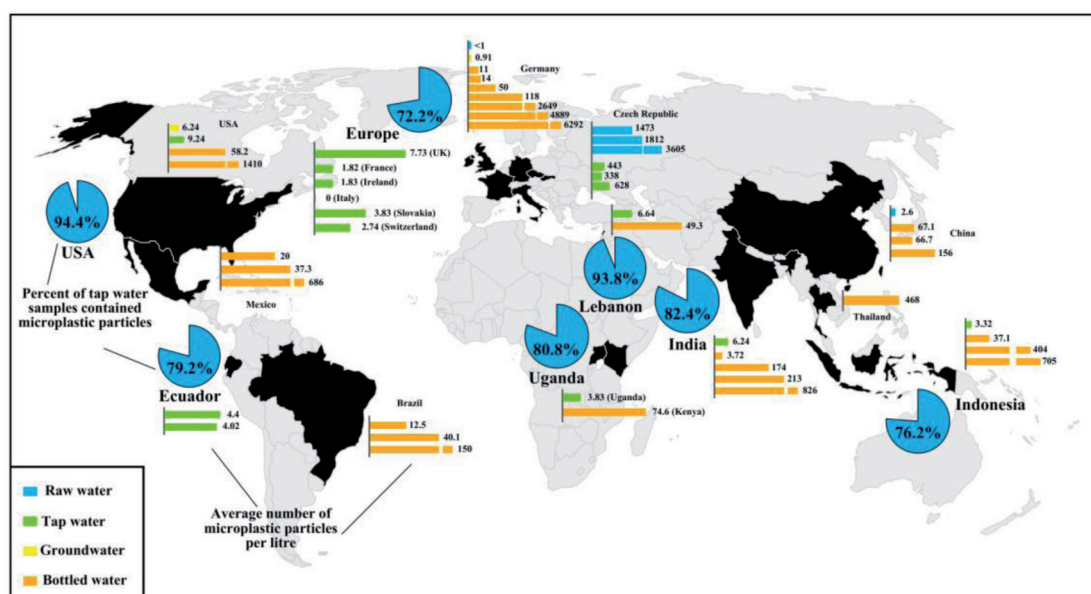 Germany
<1
0.91
11
14
50
118
2649
4889
6292
72.2%
Europe
Czech Republic
1473
1812
3605
443
338
628
USA
6.24
9.24
58.2
1410
7.73 (UK)
1.82 (France)
1.83 (Ireland)
0 (Italy)
3.83 (Slovakia)
2.74 (Switzerland)
94.4%
USA
6.64
49.3
93.8%
Lebanon
2.6
67.1
66.7
156
China
20
37.3
686
Mexico
Percent of tap water
samples contained
microplastic particles
82.4%
India
468
Thailand
79.2%
Ecuador
4.4
4.02
80.8%
Uganda
3.83 (Uganda)
74.6 (Kenya)
6.24
3.72
174
213
826
3.32
37.1
404
705
Indonesia
76.2%
Brazil
12.5
40.1
150
Average number of
microplastic particles
per litre
Raw water
Tap water
Groundwater
Bottled water